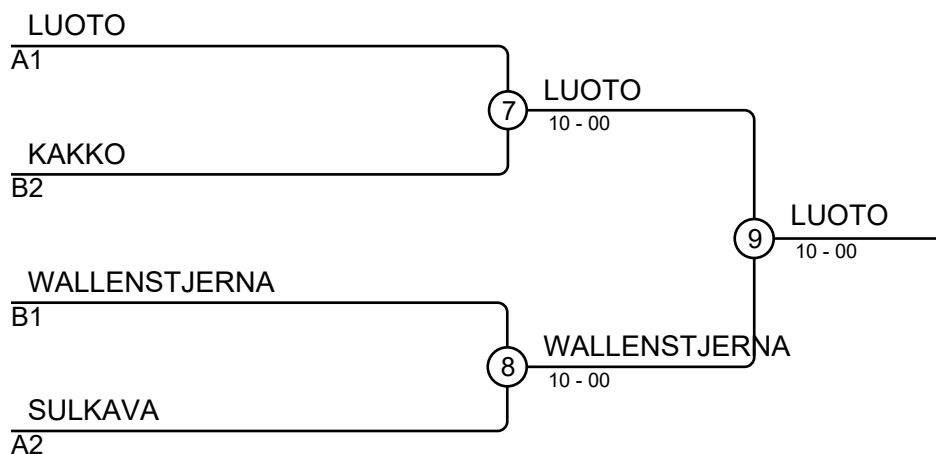 LUOTO
A1
7
LUOTO
10 - 00
KAKKO
B2
9
LUOTO
10 - 00
WALLENSTJERNA
B1
8
WALLENSTJERNA
10 - 00
SULKAVA
A2